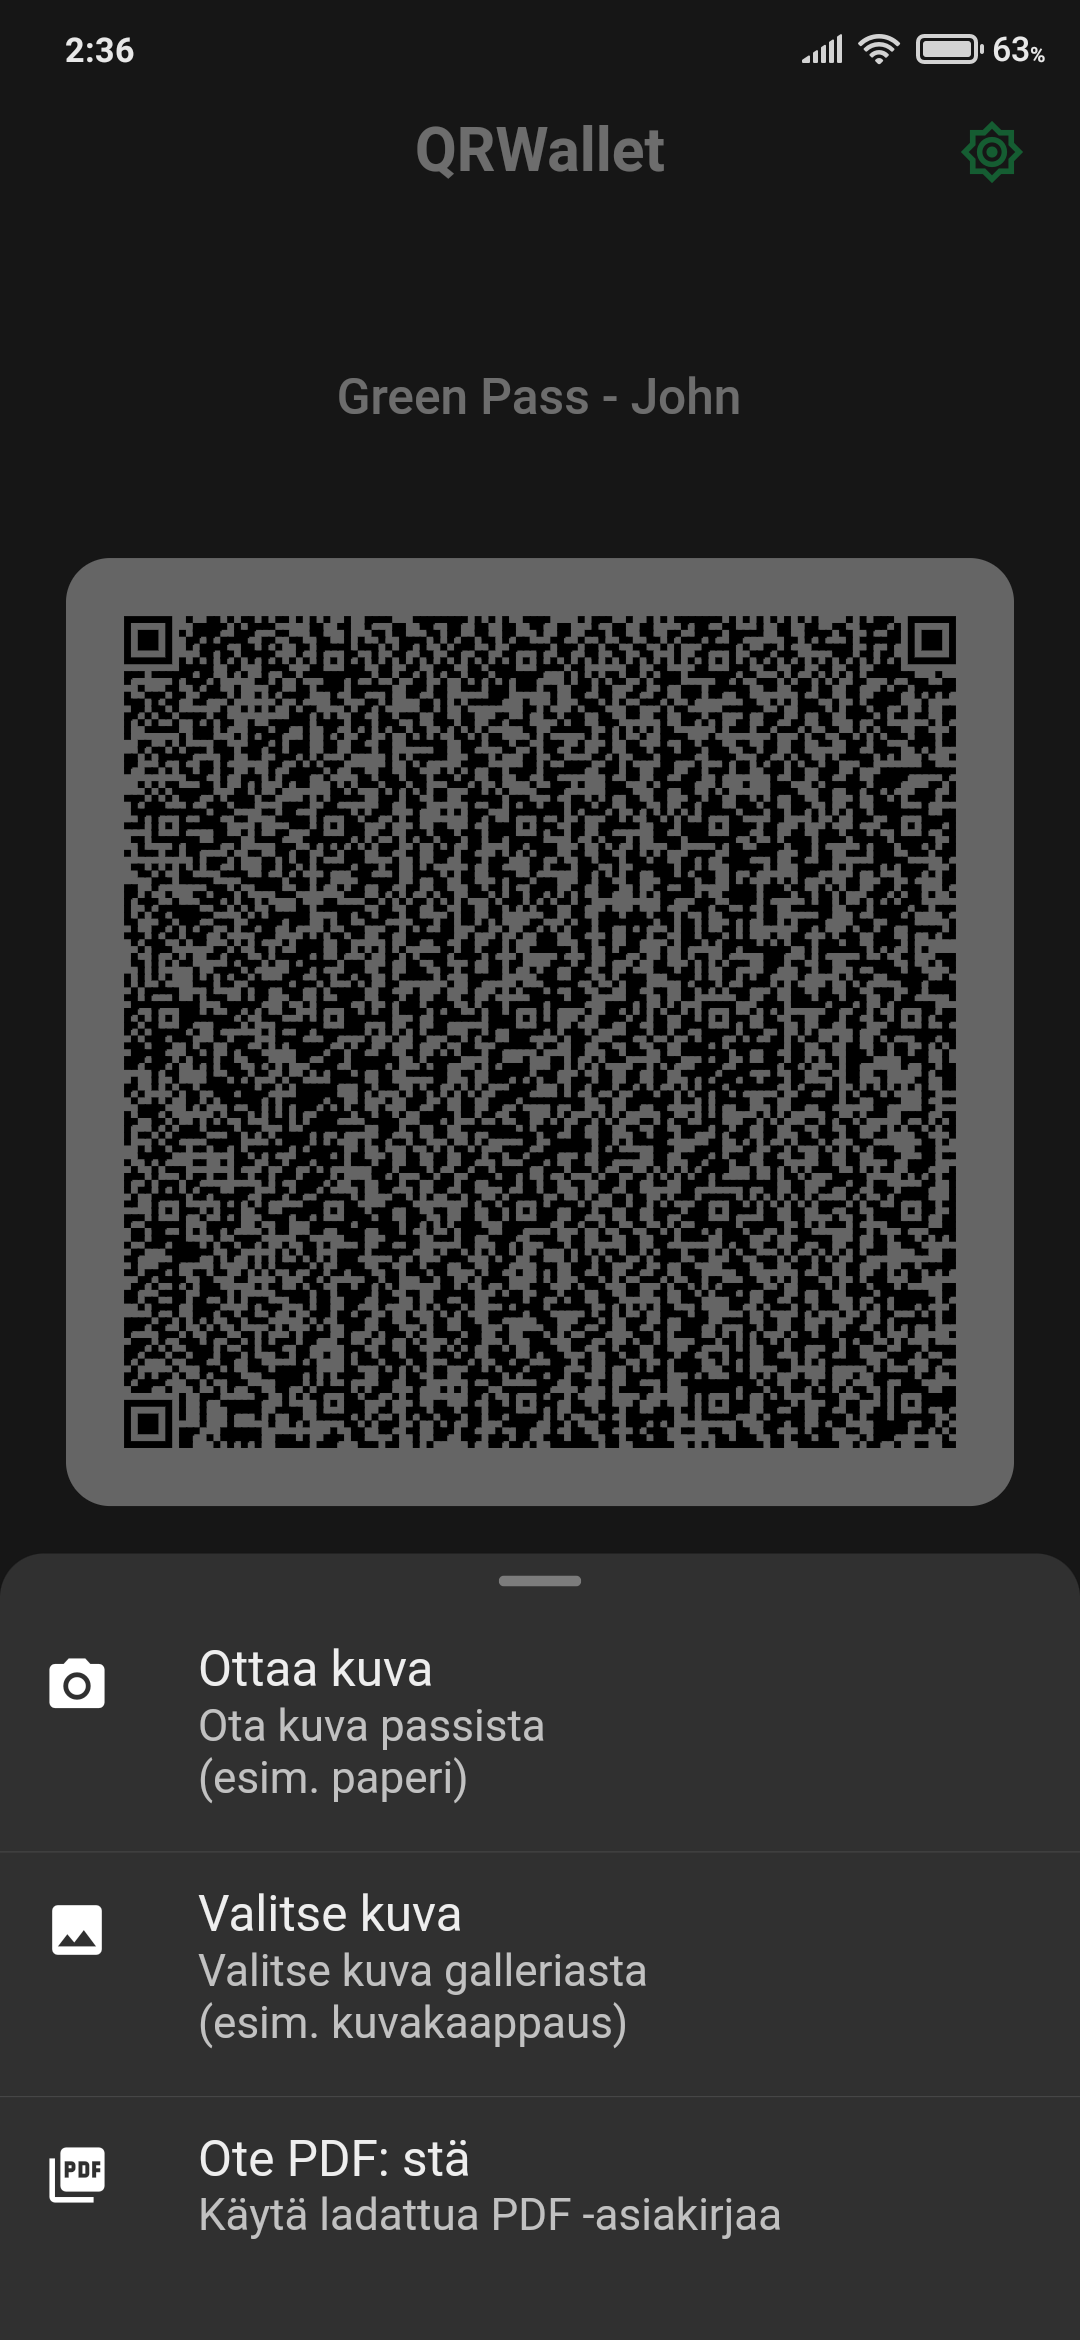 2:36
63%
QRWallet
Green Pass - John
Ottaa kuva
Ota kuva passista
(esim. paperi)
Valitse kuva
Valitse kuva galleriasta
(esim. kuvakaappaus)
PDF
Ote PDF: stä
Käytä ladattua PDF -asiakirjaa